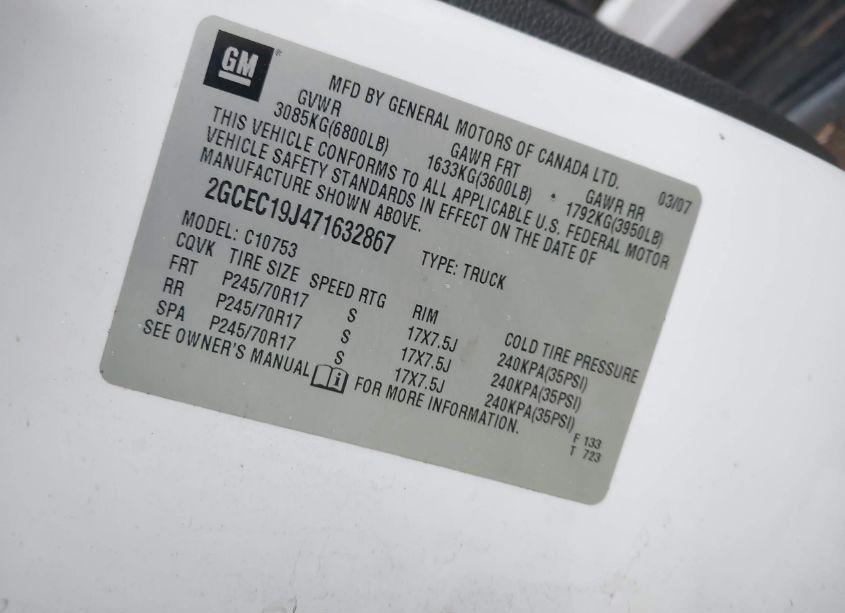 GM
MFD BY GENERAL MOTORS OF CANADA LTD. 03/07
GVWR GAWR FRT GAWR RR
3085KG(6800LB) 1633KG(3600LB) 1792KG(3950LB)
THIS VEHICLE CONFORMS TO ALL APPLICABLE U.S. FEDERAL MOTOR
VEHICLE SAFETY STANDARDS IN EFFECT ON THE DATE OF
MANUFACTURE SHOWN ABOVE.
2GCEC19J471632867 TYPE: TRUCK
MODEL: C10753
CQVK TIRE SIZE SPEED RTG RIM COLD TIRE PRESSURE
FRT P245/70R17 S 17X7.5J 240KPA(35PSI)
RR P245/70R17 S 17X7.5J 240KPA(35PSI)
SPA P245/70R17 S 17X7.5J 240KPA(35PSI)
SEE OWNER'S MANUAL FOR MORE INFORMATION.
F 133
T 723